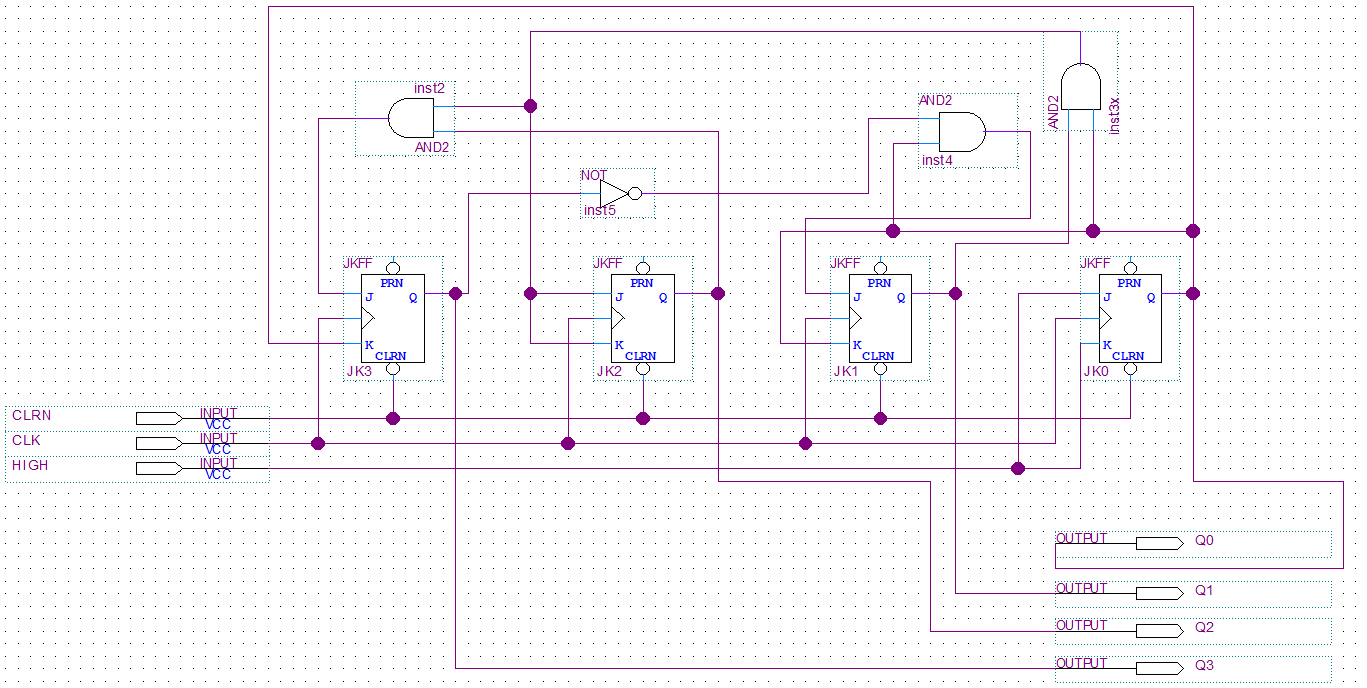 inst2
AND2
NOT
inst5
AND2
inst4
AND2
inst3x
JKFF
PRN
J
Q
K
CLRN
JK3
JKFF
PRN
J
Q
K
CLRN
JK2
JKFF
PRN
J
Q
K
CLRN
JK1
JKFF
PRN
J
Q
K
CLRN
JK0
CLRN
INPUT
VCC
CLK
INPUT
VCC
HIGH
INPUT
VCC
OUTPUT
Q0
OUTPUT
Q1
OUTPUT
Q2
OUTPUT
Q3